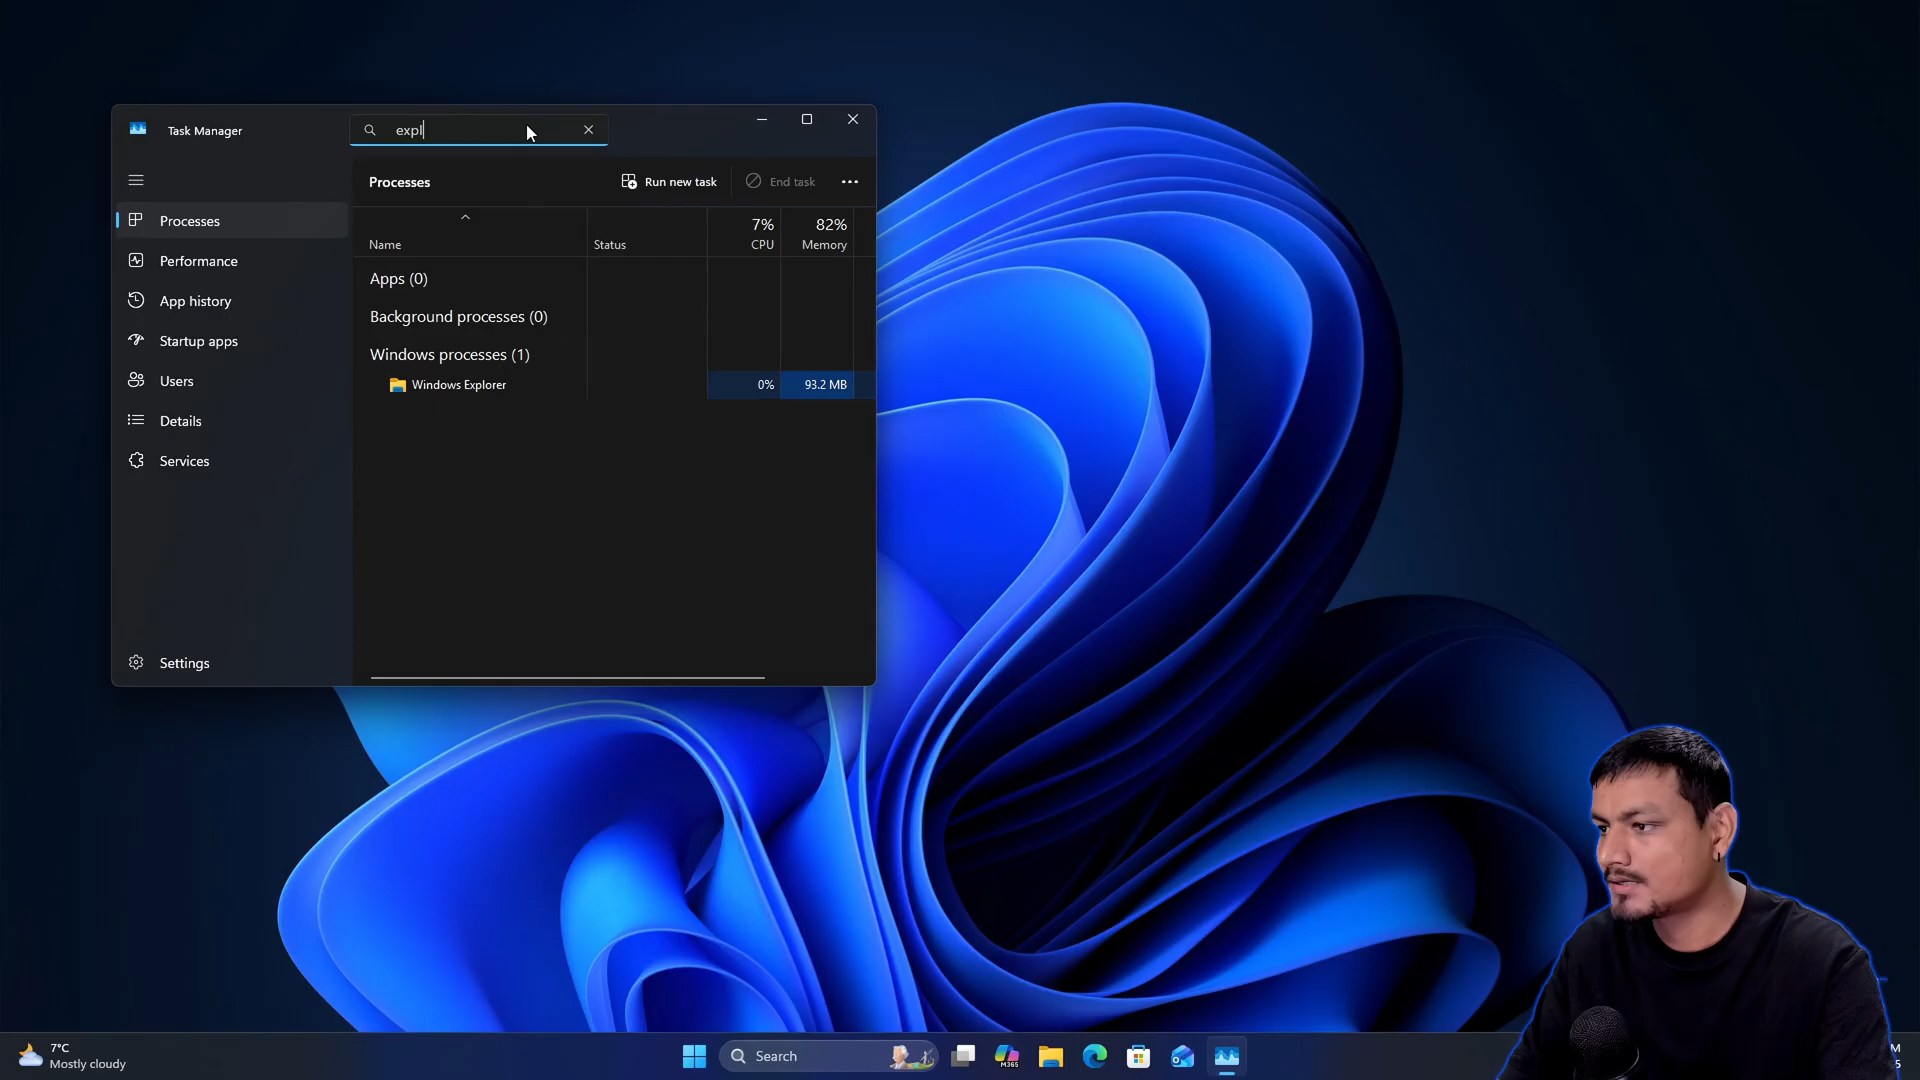 Task Manager
expl
Processes
Run new task
End task
Processes
Performance
App history
Startup apps
Users
Details
Services
Settings
7%
82%
Name
Status
CPU
Memory
Apps (0)
Background processes (0)
Windows processes (1)
Windows Explorer
0%
93.2 MB
7°C
Mostly cloudy
Search
M365
M
5